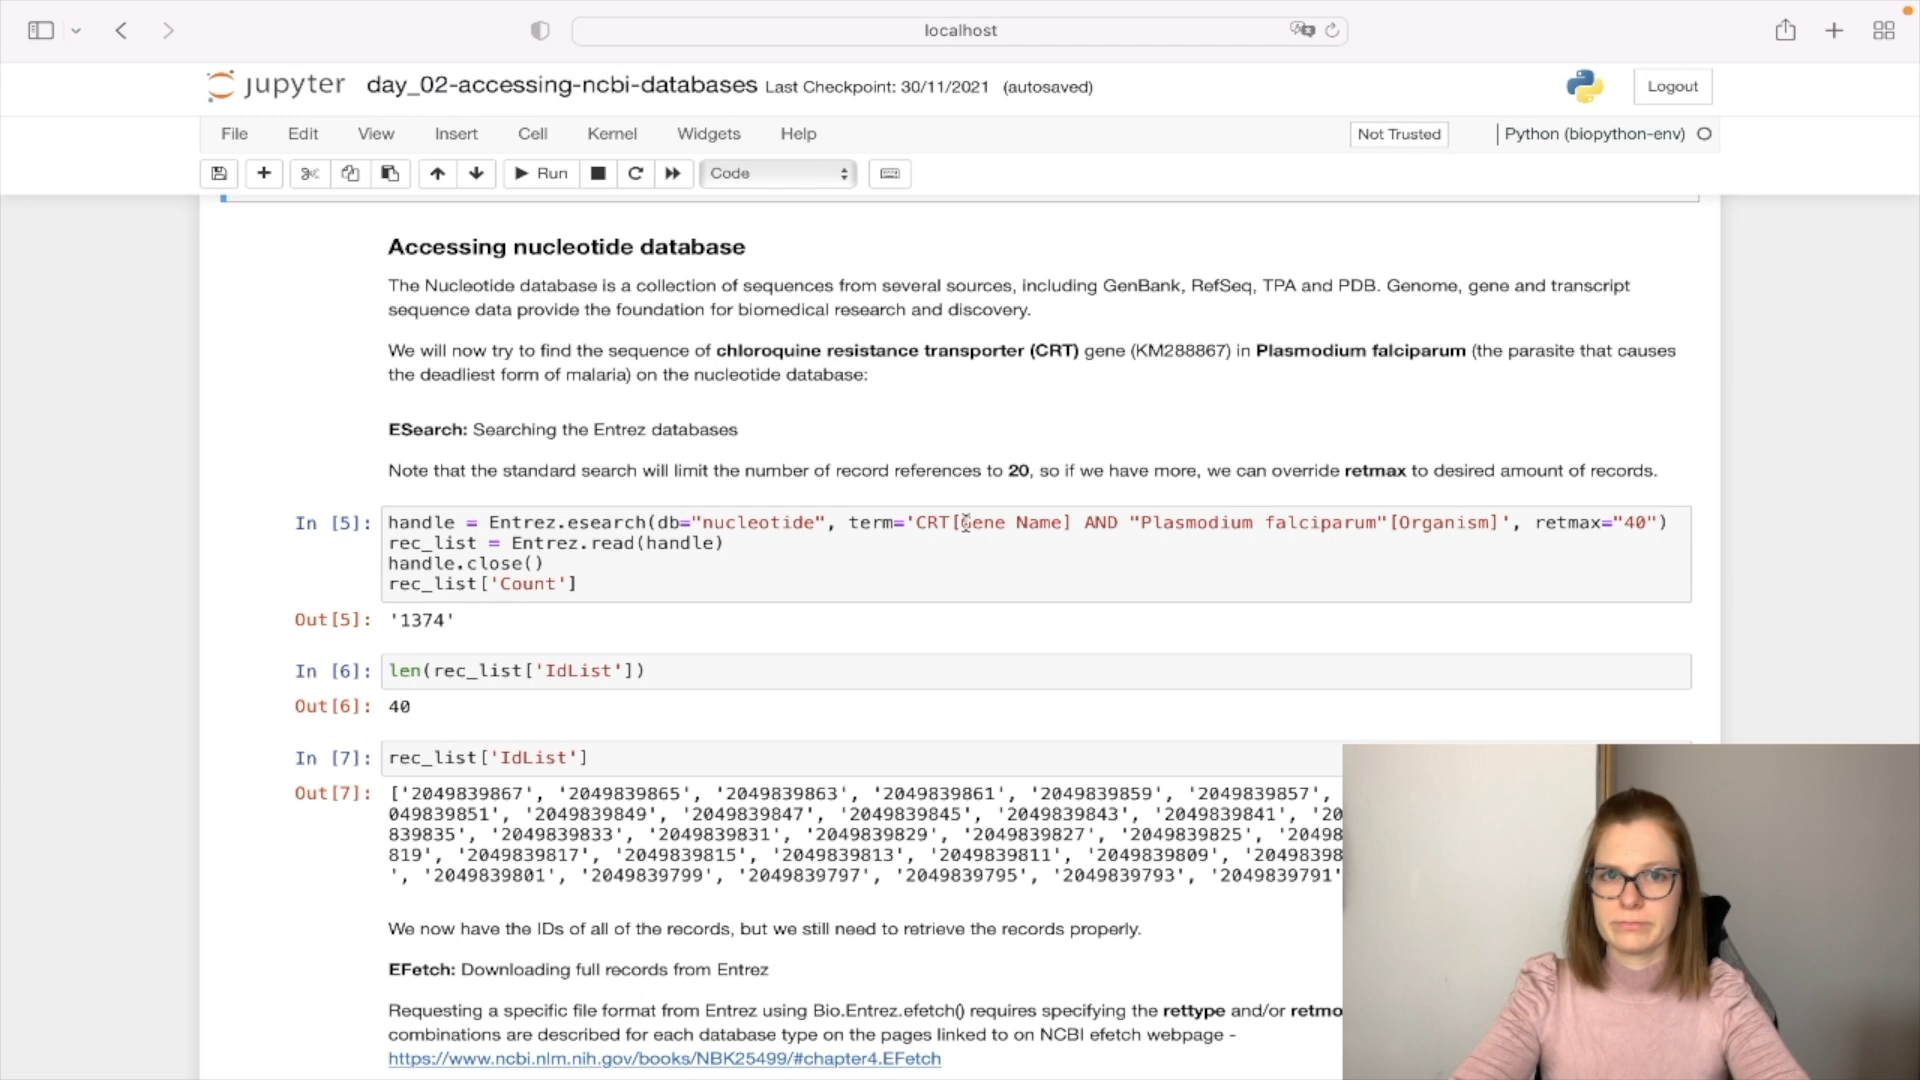 localhost
jupyter day_02-accessing-ncbi-databases Last Checkpoint: 30/11/2021 (autosaved)
Logout
File Edit View Insert Cell Kernel Widgets Help
Not Trusted
Python (biopython-env)
Run
Code
Accessing nucleotide database
The Nucleotide database is a collection of sequences from several sources, including GenBank, RefSeq, TPA and PDB. Genome, gene and transcript
sequence data provide the foundation for biomedical research and discovery.
We will now try to find the sequence of chloroquine resistance transporter (CRT) gene (KM288867) in Plasmodium falciparum (the parasite that causes
the deadliest form of malaria) on the nucleotide database:
ESearch: Searching the Entrez databases
Note that the standard search will limit the number of record references to 20, so if we have more, we can override retmax to desired amount of records.
In [5]: handle = Entrez.esearch(db="nucleotide", term='CRT[Gene Name] AND "Plasmodium falciparum"[Organism]', retmax="40")
rec_list = Entrez.read(handle)
handle.close()
rec_list['Count']
Out[5]: '1374'
In [6]: len(rec_list['IdList'])
Out[6]: 40
In [7]: rec_list['IdList']
Out[7]: ['2049839867', '2049839865', '2049839863', '2049839861', '2049839859', '2049839857',
049839851', '2049839849', '2049839847', '2049839845', '2049839843', '2049839841', '20
839835', '2049839833', '2049839831', '2049839829', '2049839827', '2049839825', '20498
819', '2049839817', '2049839815', '2049839813', '2049839811', '2049839809', '20498398
', '2049839801', '2049839799', '2049839797', '2049839795', '2049839793', '2049839791'
We now have the IDs of all of the records, but we still need to retrieve the records properly.
EFetch: Downloading full records from Entrez
Requesting a specific file format from Entrez using Bio.Entrez.efetch() requires specifying the rettype and/or retmo
combinations are described for each database type on the pages linked to on NCBI efetch webpage -
https://www.ncbi.nlm.nih.gov/books/NBK25499/#chapter4.EFetch